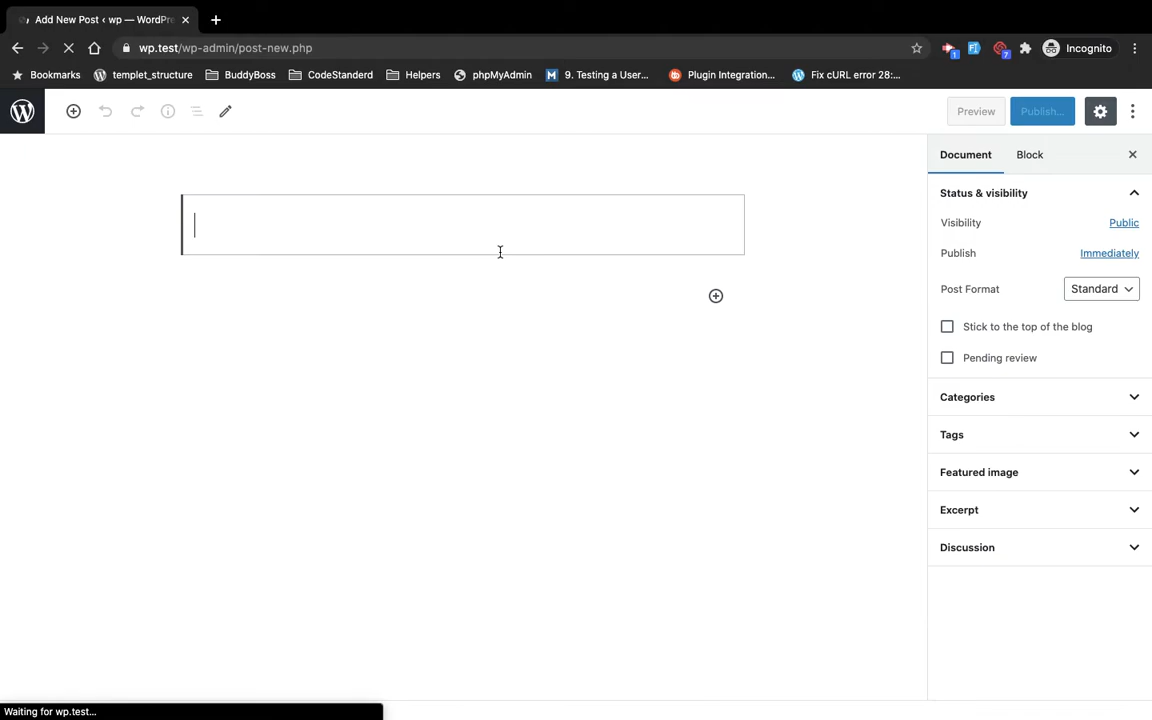 Add New Post ‹ wp — WordPre
wp.test/wp-admin/post-new.php
1
7
Incognito
Bookmarks
templet_structure
BuddyBoss
CodeStanderd
Helpers
phpMyAdmin
9. Testing a User...
Plugin Integration...
Fix cURL error 28:...
Preview
Publish...
Document
Block
Status & visibility
Visibility
Public
Publish
Immediately
Post Format
Standard
Stick to the top of the blog
Pending review
Categories
Tags
Featured image
Excerpt
Discussion
Waiting for wp.test...